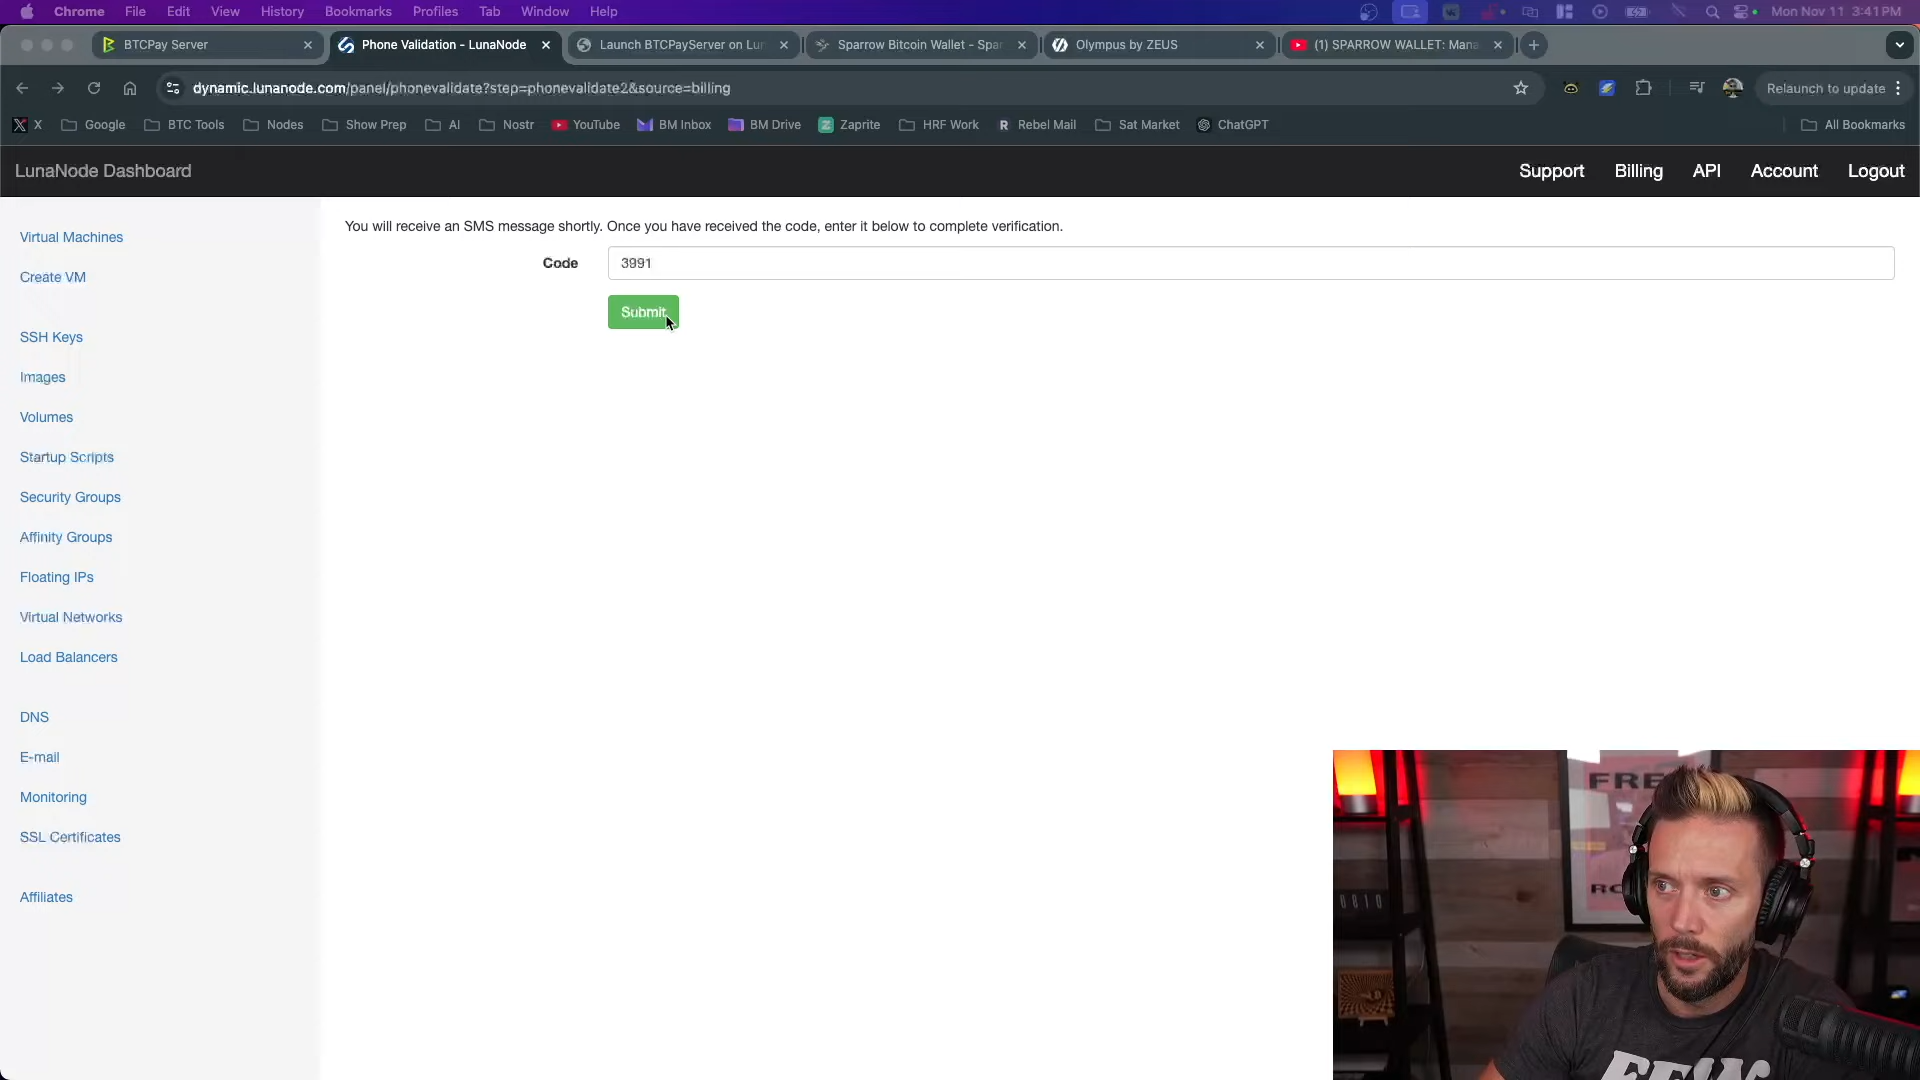 Chrome File Edit View History Bookmarks Profiles Tab Window Help Mon Nov 11 3:41 PM
BTCPay Server Phone Validation - LunaNode Launch BTCPayServer on Lu Sparrow Bitcoin Wallet - Spa Olympus by ZEUS (1) SPARROW WALLET: Mana
dynamic.lunanode.com/panel/phonevalidate?step=phonevalidate2&source=billing Relaunch to update
X Google BTC Tools Nodes Show Prep AI Nostr YouTube BM Inbox BM Drive Zaprite HRF Work Rebel Mail Sat Market ChatGPT All Bookmarks
LunaNode Dashboard Support Billing API Account Logout
You will receive an SMS message shortly. Once you have received the code, enter it below to complete verification.
Code 3991
Submit
Virtual Machines
Create VM
SSH Keys
Images
Volumes
Startup Scripts
Security Groups
Affinity Groups
Floating IPs
Virtual Networks
Load Balancers
DNS
E-mail
Monitoring
SSL Certificates
Affiliates
FRE